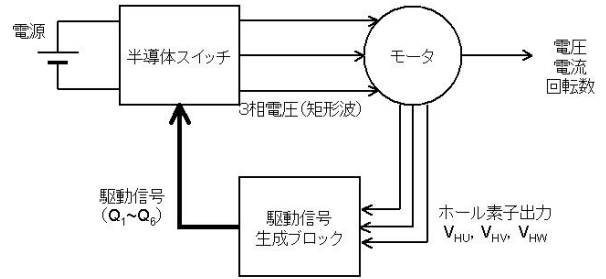 電源
半導体スイッチ
モータ
電圧
電流
回転数
3相電圧(矩形波)
駆動信号
(Q1~Q6)
駆動信号
生成ブロック
ホール素子出力
VHU, VHV, VHW